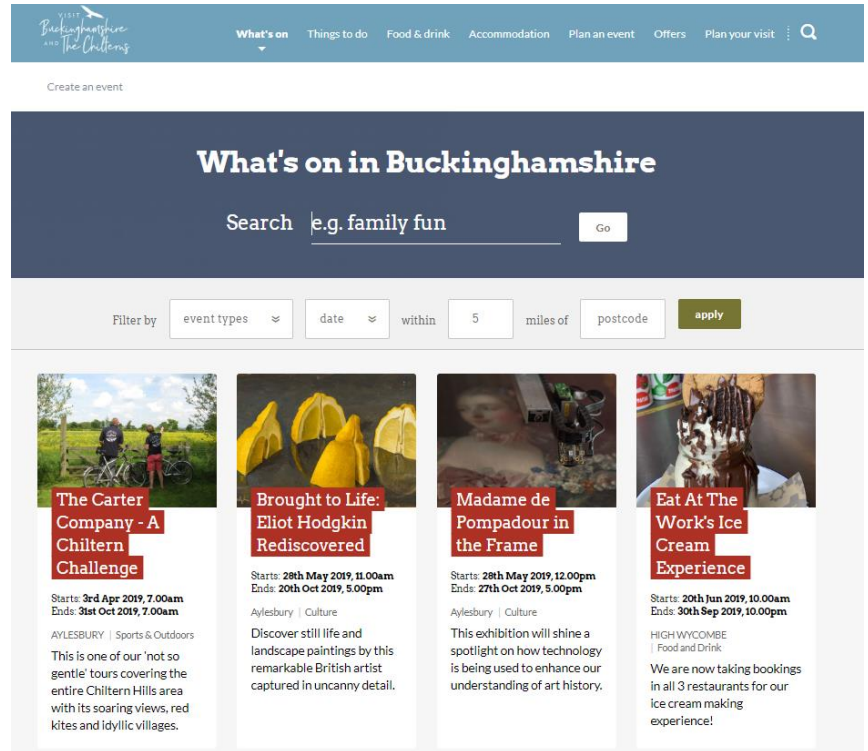 VISIT
Buckinghamshire
AND The Chilterns
What's on
Things to do
Food & drink
Accommodation
Plan an event
Offers
Plan your visit
Create an event
What's on in Buckinghamshire
Search e.g. family fun Go
Filter by event types date within 5 miles of postcode apply
The Carter
Company - A
Chiltern
Challenge
Starts: 3rd Apr 2019, 7.00am
Ends: 31st Oct 2019, 7.00am
AYLESBURY | Sports & Outdoors
This is one of our 'not so
gentle' tours covering the
entire Chiltern Hills area
with its soaring views, red
kites and idyllic villages.
Brought to Life:
Eliot Hodgkin
Rediscovered
Starts: 28th May 2019, 11.00am
Ends: 20th Oct 2019, 5.00pm
Aylesbury | Culture
Discover still life and
landscape paintings by this
remarkable British artist
captured in uncanny detail.
Madame de
Pompadour in
the Frame
Starts: 28th May 2019, 12.00pm
Ends: 27th Oct 2019, 5.00pm
Aylesbury | Culture
This exhibition will shine a
spotlight on how technology
is being used to enhance our
understanding of art history.
Eat At The
Work's Ice
Cream
Experience
Starts: 20th Jun 2019, 10.00am
Ends: 30th Sep 2019, 10.00pm
HIGH WYCOMBE
| Food and Drink
We are now taking bookings
in all 3 restaurants for our
ice cream making
experience!